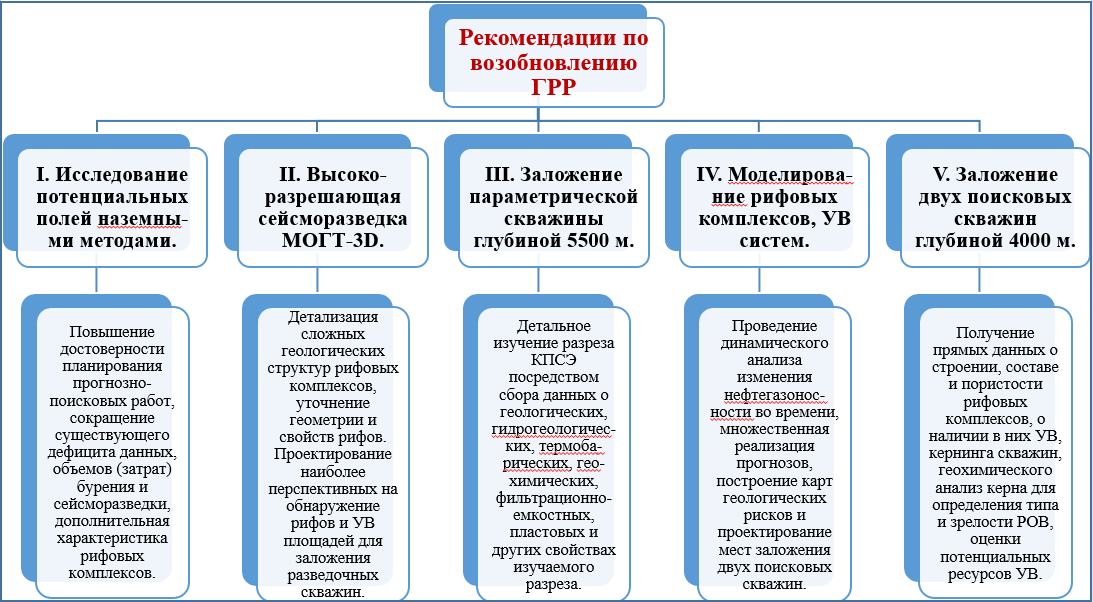 Рекомендации по
возобновлению
ГРР
I. Исследование
потенциальных
полей наземны-
ми методами.
II. Высоко-
разрешающая
сейсморазведка
МОГТ-3D.
III. Заложение
параметрической
скважины
глубиной 5500 м.
IV. Моделирова-
ние рифовых
комплексов, УВ
систем.
V. Заложение
двух поисковых
скважин
глубиной 4000 м.
Повышение
достоверности
планирования
прогнозно-
поисковых работ,
сокращение
существующего
дефицита данных,
объемов (затрат)
бурения и
сейсморазведки,
дополнительная
характеристика
рифовых
комплексов.
Детализация
сложных
геологических
структур рифовых
комплексов,
уточнение
геометрии и
свойств рифов.
Проектирование
наиболее
перспективных на
обнаружение
рифов и УВ
площадей для
заложения
разведочных
скважин.
Детальное
изучение разреза
КПСЭ
посредством
сбора данных о
геологических,
гидрогеологичес-
ких, термоба-
рических, гео-
химических,
фильтрационно-
емкостных,
пластовых и
других свойствах
изучаемого
разреза.
Проведение
динамического
анализа
изменения
нефтегазонос-
ности во времени,
множественная
реализация
прогнозов,
построение карт
геологических
рисков и
проектирование
мест заложения
двух поисковых
скважин.
Получение
прямых данных о
строении, составе
и пористости
рифовых
комплексов, о
наличии в них УВ,
кернинга скважин,
геохимического
анализ керна для
определения типа
и зрелости РОВ,
оценки
потенциальных
ресурсов УВ.